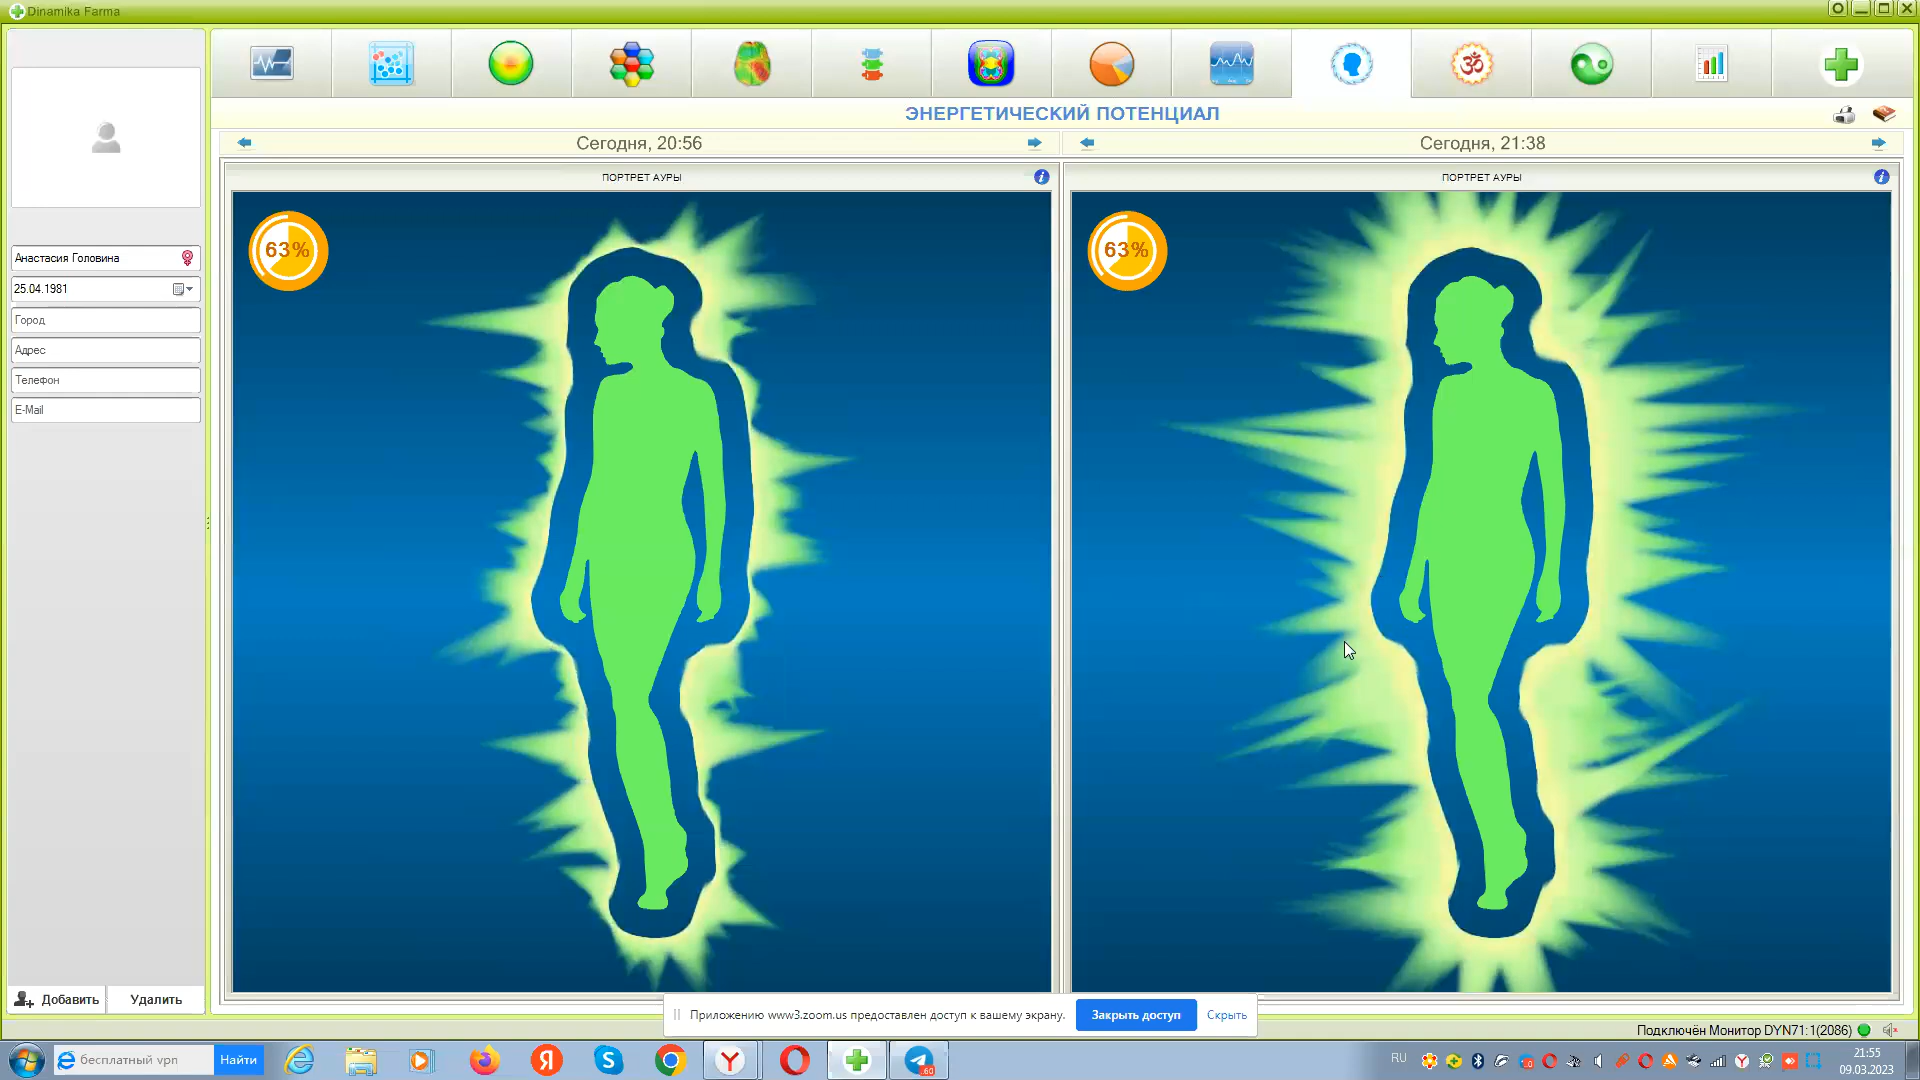 Dinamika Farma
ЭНЕРГЕТИЧЕСКИЙ ПОТЕНЦИАЛ
Сегодня, 20:56
Сегодня, 21:38
ПОРТРЕТ АУРЫ
ПОРТРЕТ АУРЫ
63%
63%
Анастасия Головина
25.04.1981
Город
Адрес
Телефон
E-Mail
Добавить
Удалить
Приложению www3.zoom.us предоставлен доступ к вашему экрану.
Закрыть доступ
Скрыть
Подключён Монитор DYN71:1(2086)
бесплатный vpn
Найти
60
RU
21:55
09.03.2023